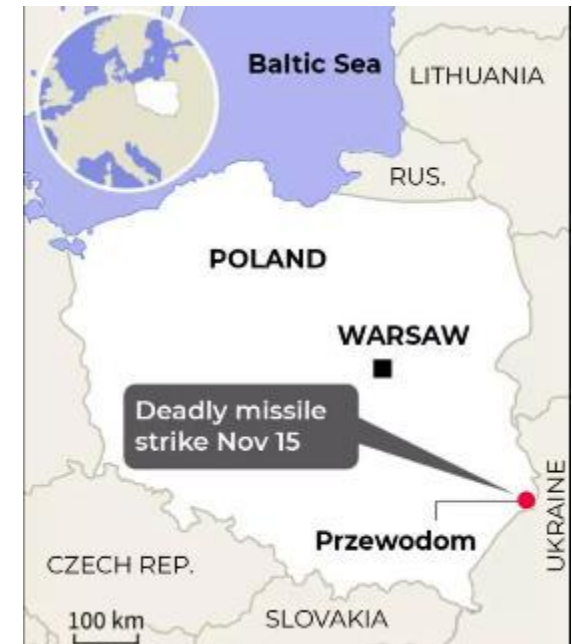 Baltic Sea
LITHUANIA
RUS.
POLAND
WARSAW
Deadly missile
strike Nov 15
UKRAINE
Przewodom
CZECH REP.
SLOVAKIA
100 km